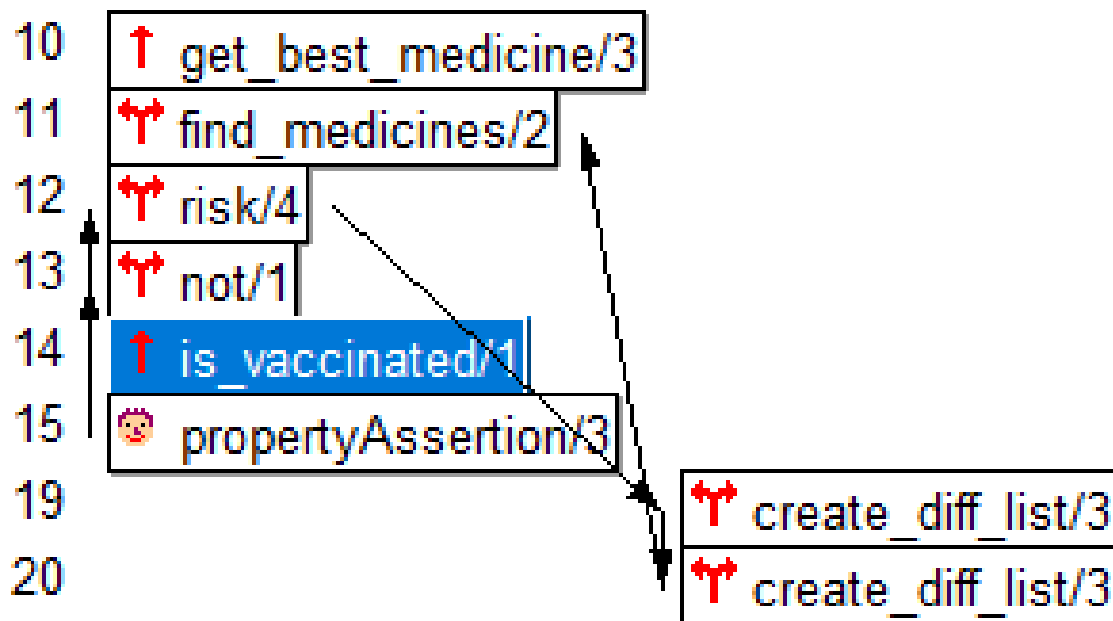 10 get_best_medicine/3
11 find_medicines/2
12 risk/4
13 not/1
14 is_vaccinated/1
15 propertyAssertion/3
19 create_diff_list/3
20 create_diff_list/3